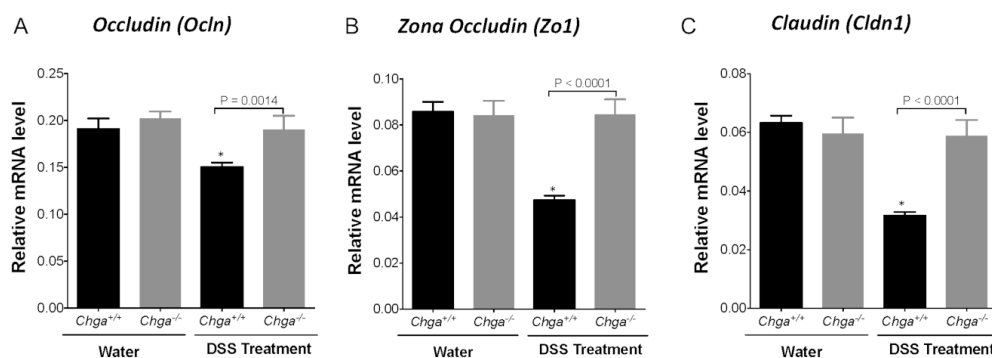 A
Occludin (Ocln)
Relative mRNA level
0.25
0.20
0.15
0.10
0.05
0.00
P = 0.0014
*
Chga+/+ Chga-/- Chga+/+ Chga-/-
Water DSS Treatment
B
Zona Occludin (Zo1)
Relative mRNA level
0.10
0.08
0.06
0.04
0.02
0.00
P < 0.0001
*
Chga+/+ Chga-/- Chga+/+ Chga-/-
Water DSS Treatment
C
Claudin (Cldn1)
Relative mRNA level
0.08
0.06
0.04
0.02
0.00
P < 0.0001
*
Chga+/+ Chga-/- Chga+/+ Chga-/-
Water DSS Treatment